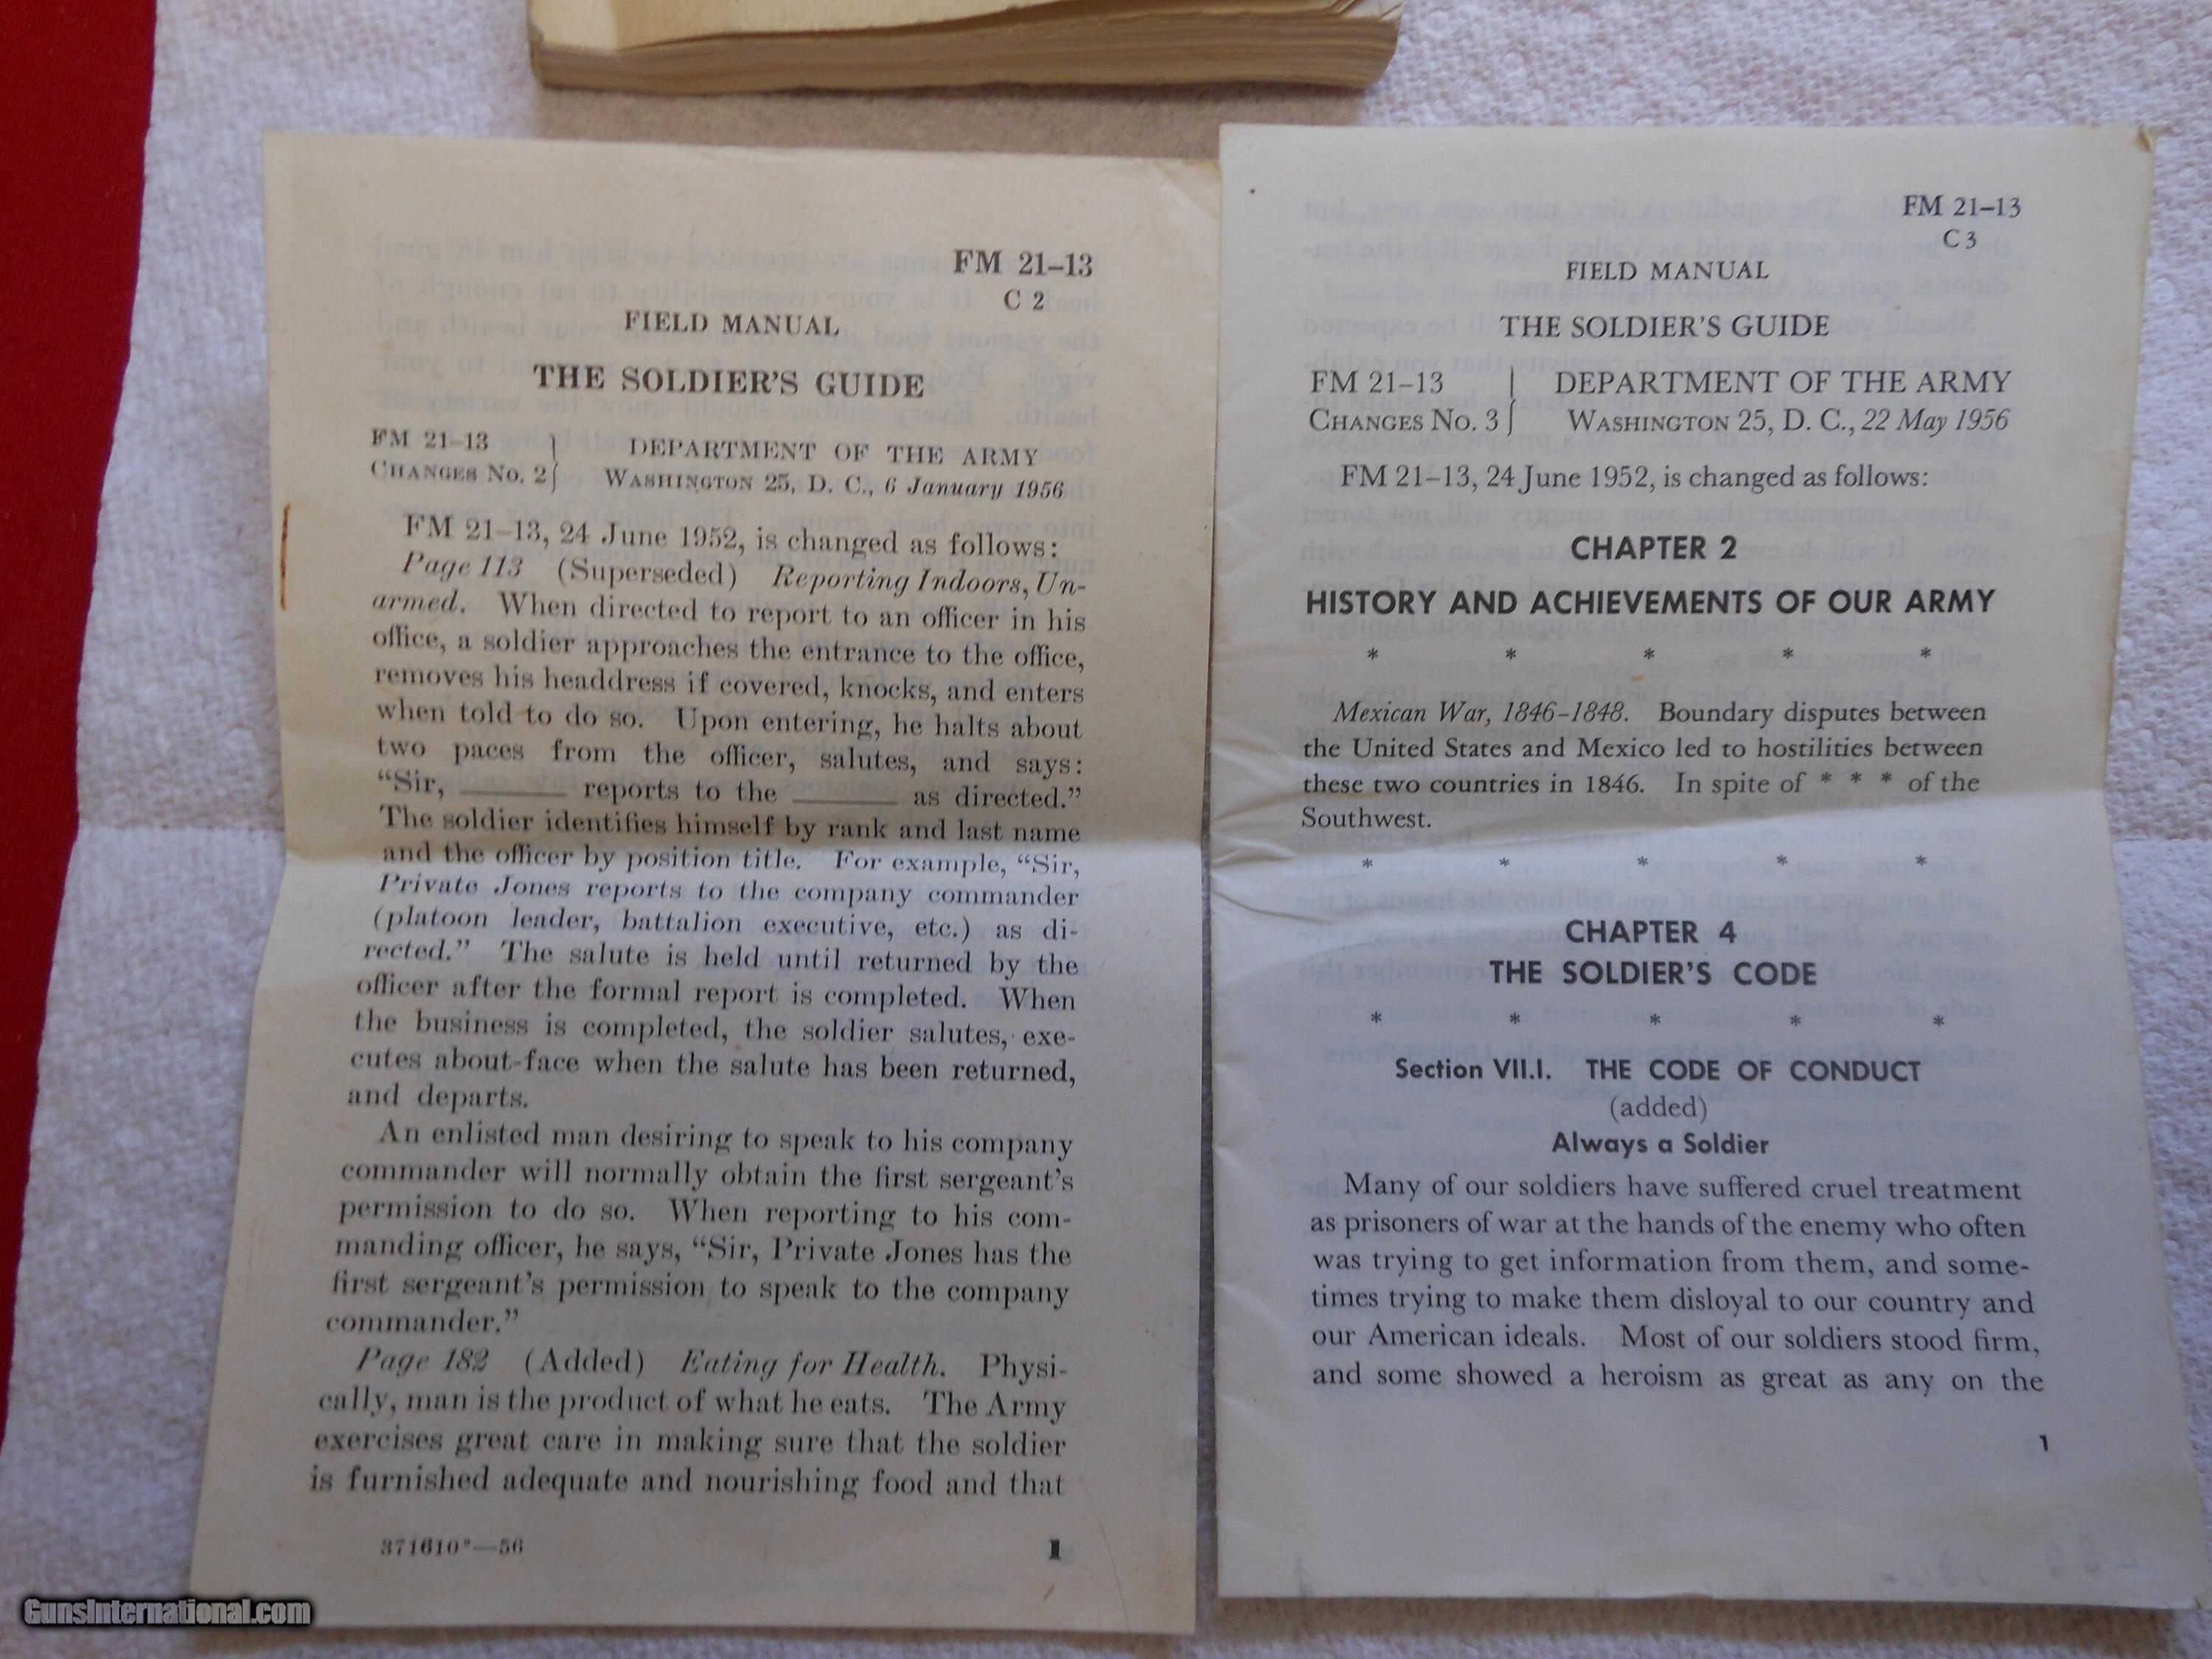 FM 21–13
C 2
FIELD MANUAL
THE SOLDIER'S GUIDE
FM 21–13
CHANGES No. 2
DEPARTMENT OF THE ARMY
WASHINGTON 25, D. C., 6 January 1956
FM 21–13, 24 June 1952, is changed as follows:
Page 113 (Superseded) Reporting Indoors, Un-
armed. When directed to report to an officer in his
office, a soldier approaches the entrance to the office,
removes his headdress if covered, knocks, and enters
when told to do so. Upon entering, he halts about
two paces from the officer, salutes, and says:
“Sir, ________ reports to the ________ as directed.”
The soldier identifies himself by rank and last name
and the officer by position title. For example, “Sir,
Private Jones reports to the company commander
(platoon leader, battalion executive, etc.) as di-
rected.” The salute is held until returned by the
officer after the formal report is completed. When
the business is completed, the soldier salutes, exe-
cutes about-face when the salute has been returned,
and departs.
An enlisted man desiring to speak to his company
commander will normally obtain the first sergeant's
permission to do so. When reporting to his com-
manding officer, he says, “Sir, Private Jones has the
first sergeant's permission to speak to the company
commander.”
Page 182 (Added) Eating for Health. Physi-
cally, man is the product of what he eats. The Army
exercises great care in making sure that the soldier
is furnished adequate and nourishing food and that
371610°—56
1
FM 21–13
C 3
FIELD MANUAL
THE SOLDIER'S GUIDE
FM 21–13
CHANGES No. 3
DEPARTMENT OF THE ARMY
WASHINGTON 25, D. C., 22 May 1956
FM 21–13, 24 June 1952, is changed as follows:
CHAPTER 2
HISTORY AND ACHIEVEMENTS OF OUR ARMY
* * * * *
Mexican War, 1846–1848. Boundary disputes between
the United States and Mexico led to hostilities between
these two countries in 1846. In spite of * * * of the
Southwest.
* * * * *
CHAPTER 4
THE SOLDIER'S CODE
* * * * *
Section VII.I. THE CODE OF CONDUCT
(added)
Always a Soldier
Many of our soldiers have suffered cruel treatment
as prisoners of war at the hands of the enemy who often
was trying to get information from them, and some-
times trying to make them disloyal to our country and
our American ideals. Most of our soldiers stood firm,
and some showed a heroism as great as any on the
1
GunsInternational.com